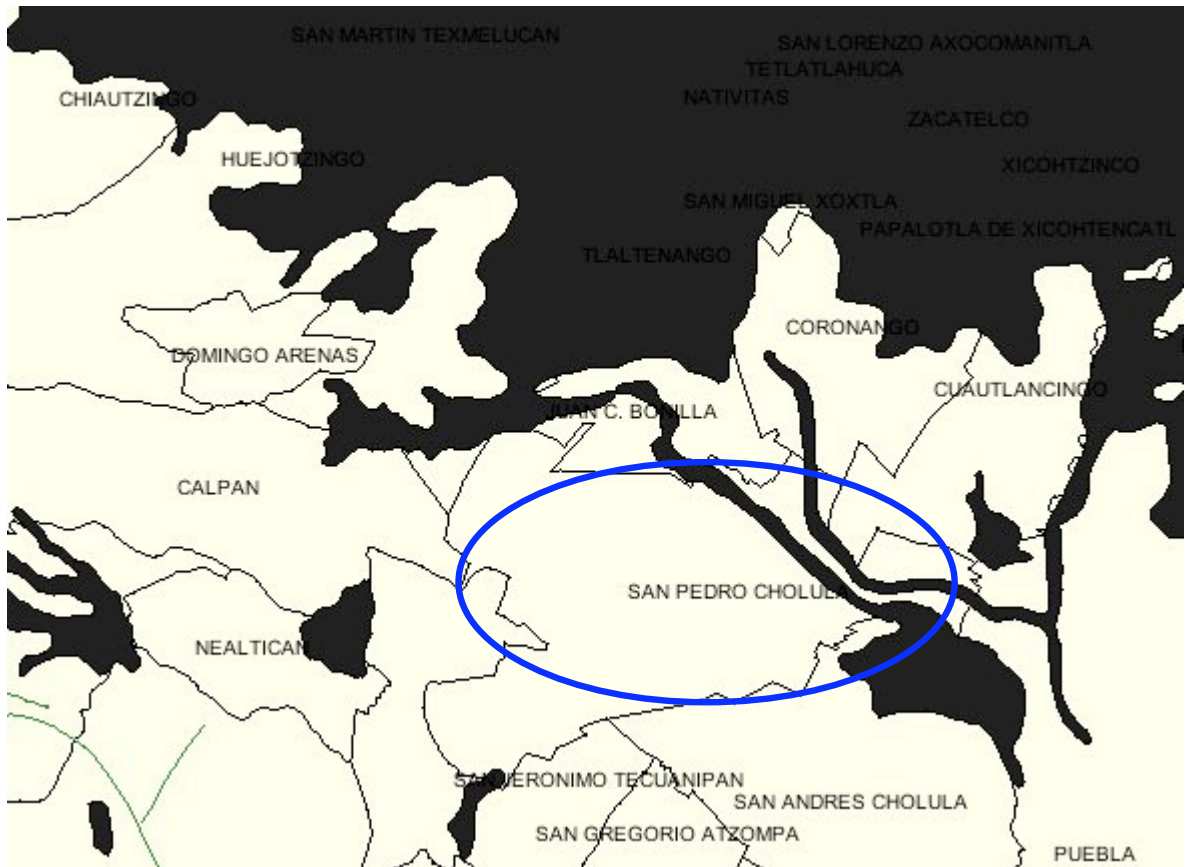 SAN MARTIN TEXMELUCAN
SAN LORENZO AXOCOMANITLA
TETLATLAHUCA
CHIAUTZINGO
NATIVITAS
ZACATELCO
HUEJOTZINGO
XICOHTZINCO
SAN MIGUEL XOXTLA
PAPALOTLA DE XICOHTENCATL
TLALTENANGO
CORONANGO
DOMINGO ARENAS
CUAUTLANCINGO
JUAN C. BONILLA
CALPAN
SAN PEDRO CHOLULA
NEALTICAN
SAN JERONIMO TECUANIPAN
SAN ANDRES CHOLULA
SAN GREGORIO ATZOMPA
PUEBLA